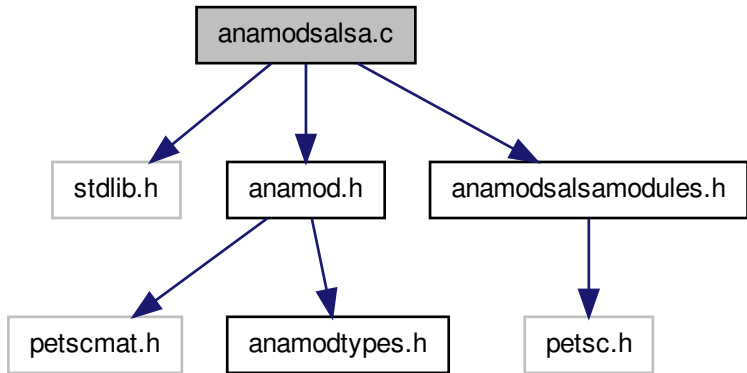 anamodsalsa.c
stdlib.h
anamod.h
anamodsalsamodules.h
petscmat.h
anamodtypes.h
petsc.h